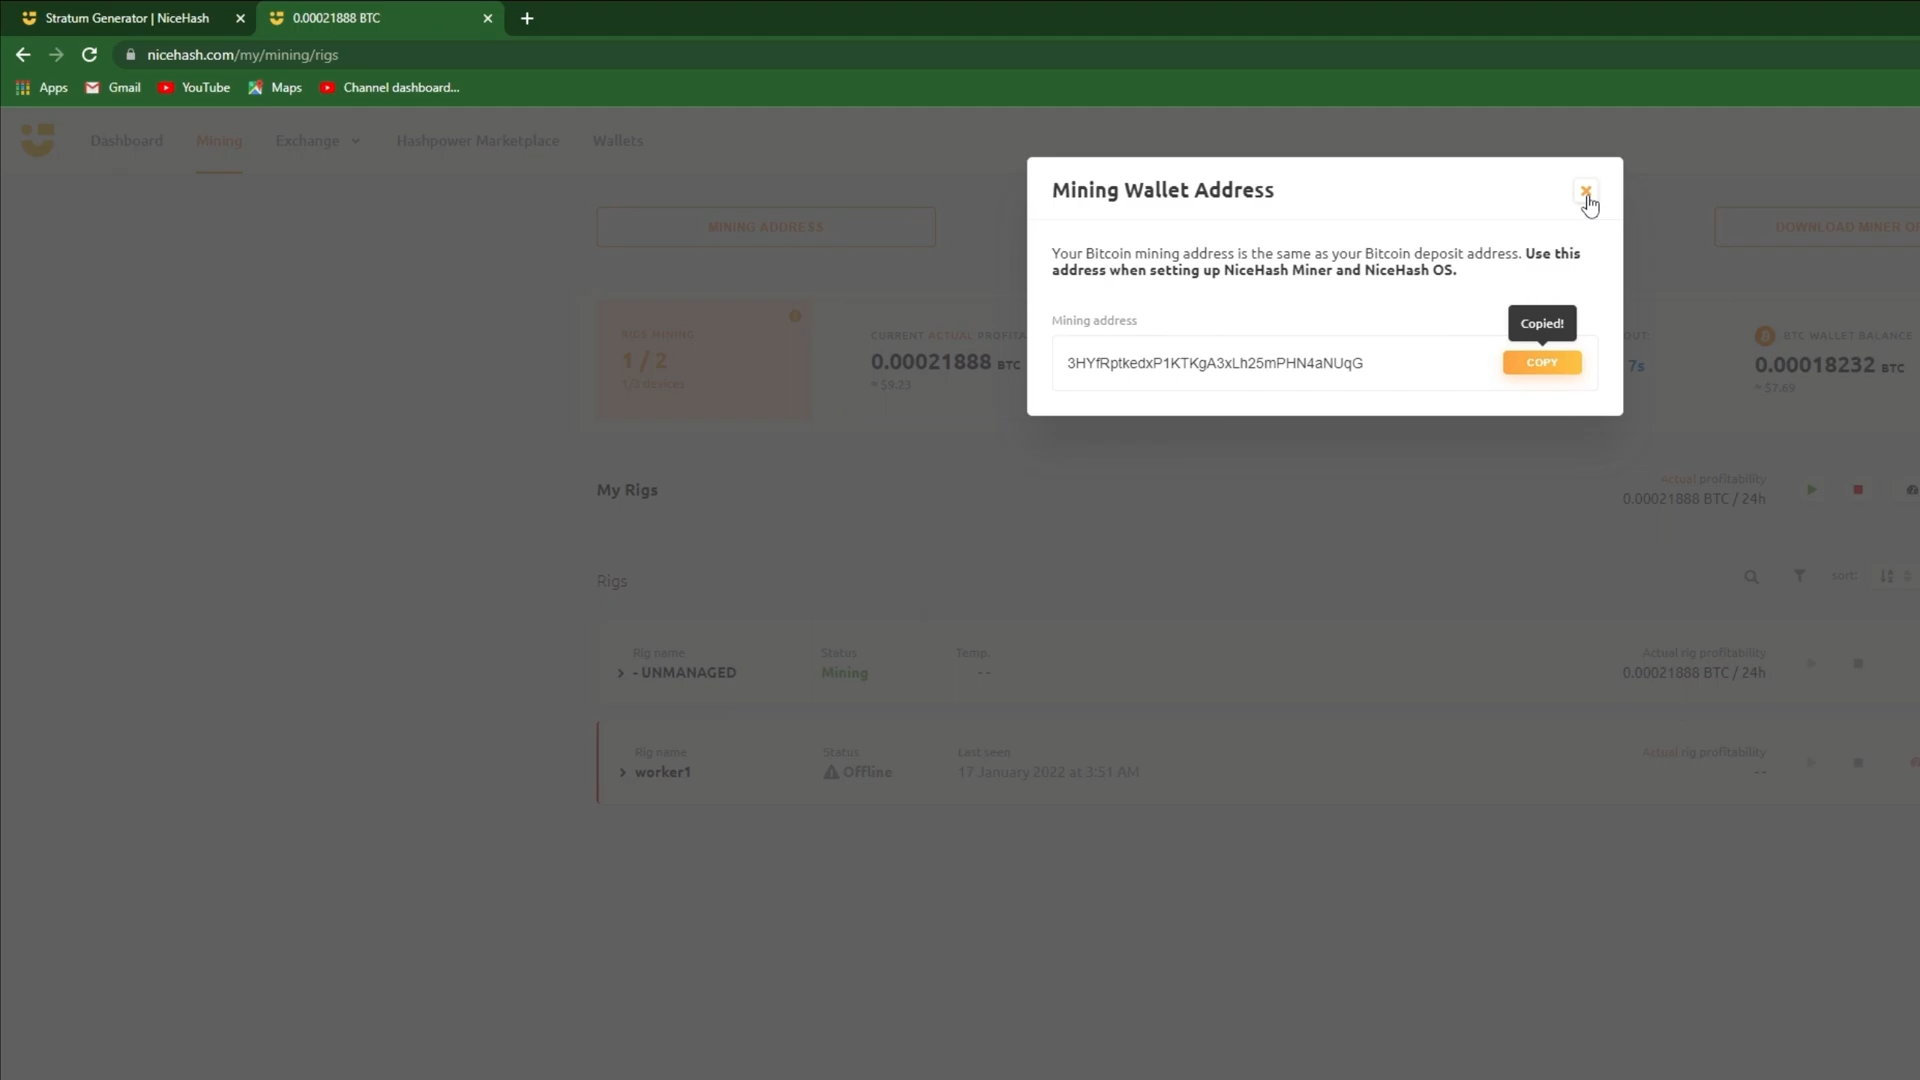 Stratum Generator | NiceHash
0.00021888 BTC
nicehash.com/my/mining/rigs
Apps
Gmail
YouTube
Maps
Channel dashboard...
Dashboard
Mining
Exchange
Hashpower Marketplace
Wallets
Mining Wallet Address
MINING ADDRESS
DOWNLOAD MINER OR
Your Bitcoin mining address is the same as your Bitcoin deposit address. Use this
address when setting up NiceHash Miner and NiceHash OS.
Mining address
Copied!
3HYfRptkedxP1KTKgA3xLh25mPHN4aNUqG
COPY
RIGS MINING
1 / 2
CURRENT ACTUAL PROFITA
0.00021888 BTC
≈ $9.23
OUT:
7s
BTC WALLET BALANCE
0.00018232 BTC
≈ $7.69
My Rigs
Actual profitability
0.00021888 BTC / 24h
Rigs
sort:
Rig name
- UNMANAGED
Status
Mining
Temp.
- -
Actual rig profitability
0.00021888 BTC / 24h
Rig name
worker1
Status
Offline
Last seen
17 January 2022 at 3:51 AM
Actual rig profitability
- -